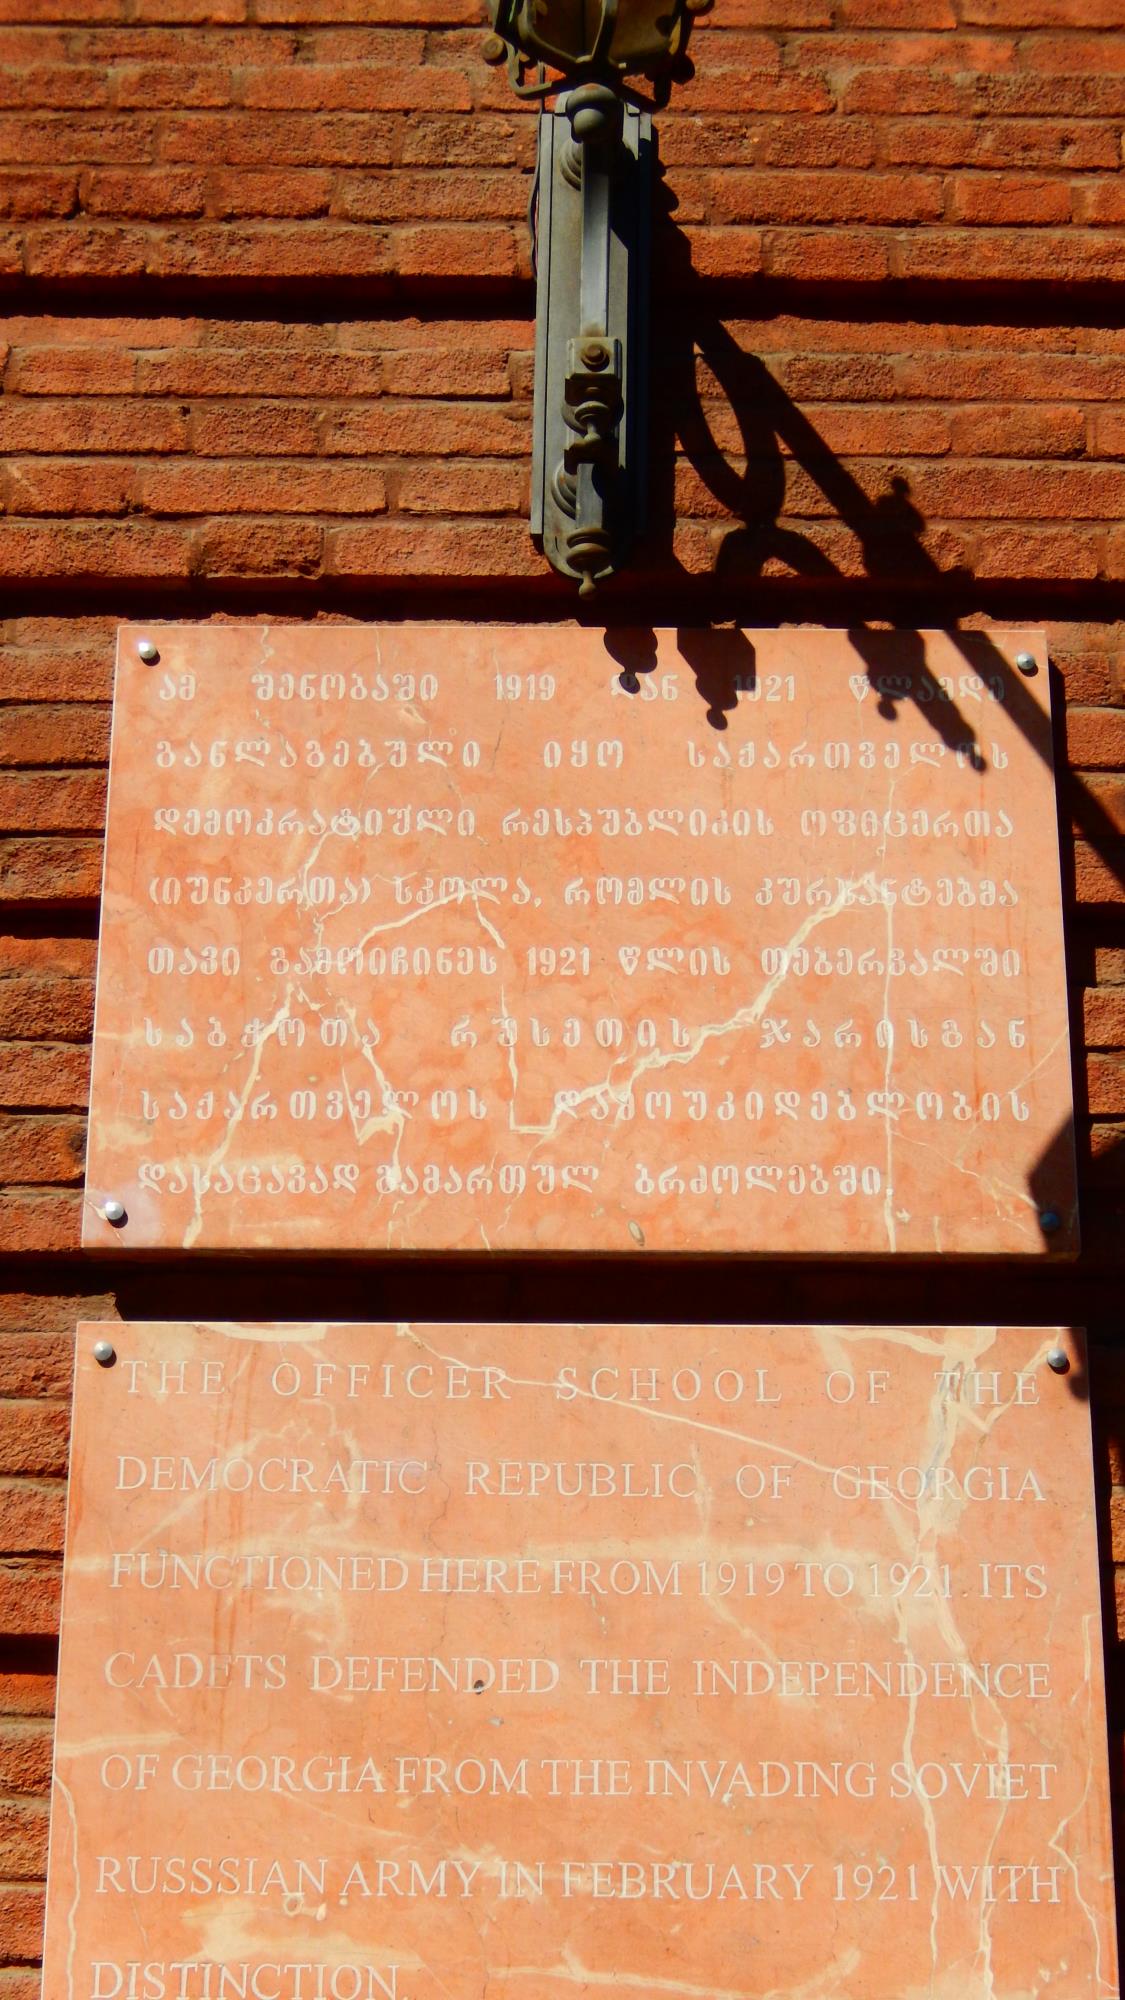 ამ შენობაში 1919 დან 1921 წლამდე
განლაგებული იყო საქართველოს
დემოკრატიული რესპუბლიკის ოფიცერთა
(იუნკერთა) სკოლა, რომლის კურსანტებმა
თავი გამოიჩინეს 1921 წლის თებერვალში
საბჭოთა რუსეთის ჯარისგან
საქართველოს დამოუკიდებლობის
დასაცავად გამართულ ბრძოლებში.
THE OFFICER SCHOOL OF THE
DEMOCRATIC REPUBLIC OF GEORGIA
FUNCTIONED HERE FROM 1919 TO 1921. ITS
CADETS DEFENDED THE INDEPENDENCE
OF GEORGIA FROM THE INVADING SOVIET
RUSSSIAN ARMY IN FEBRUARY 1921 WITH
DISTINCTION.